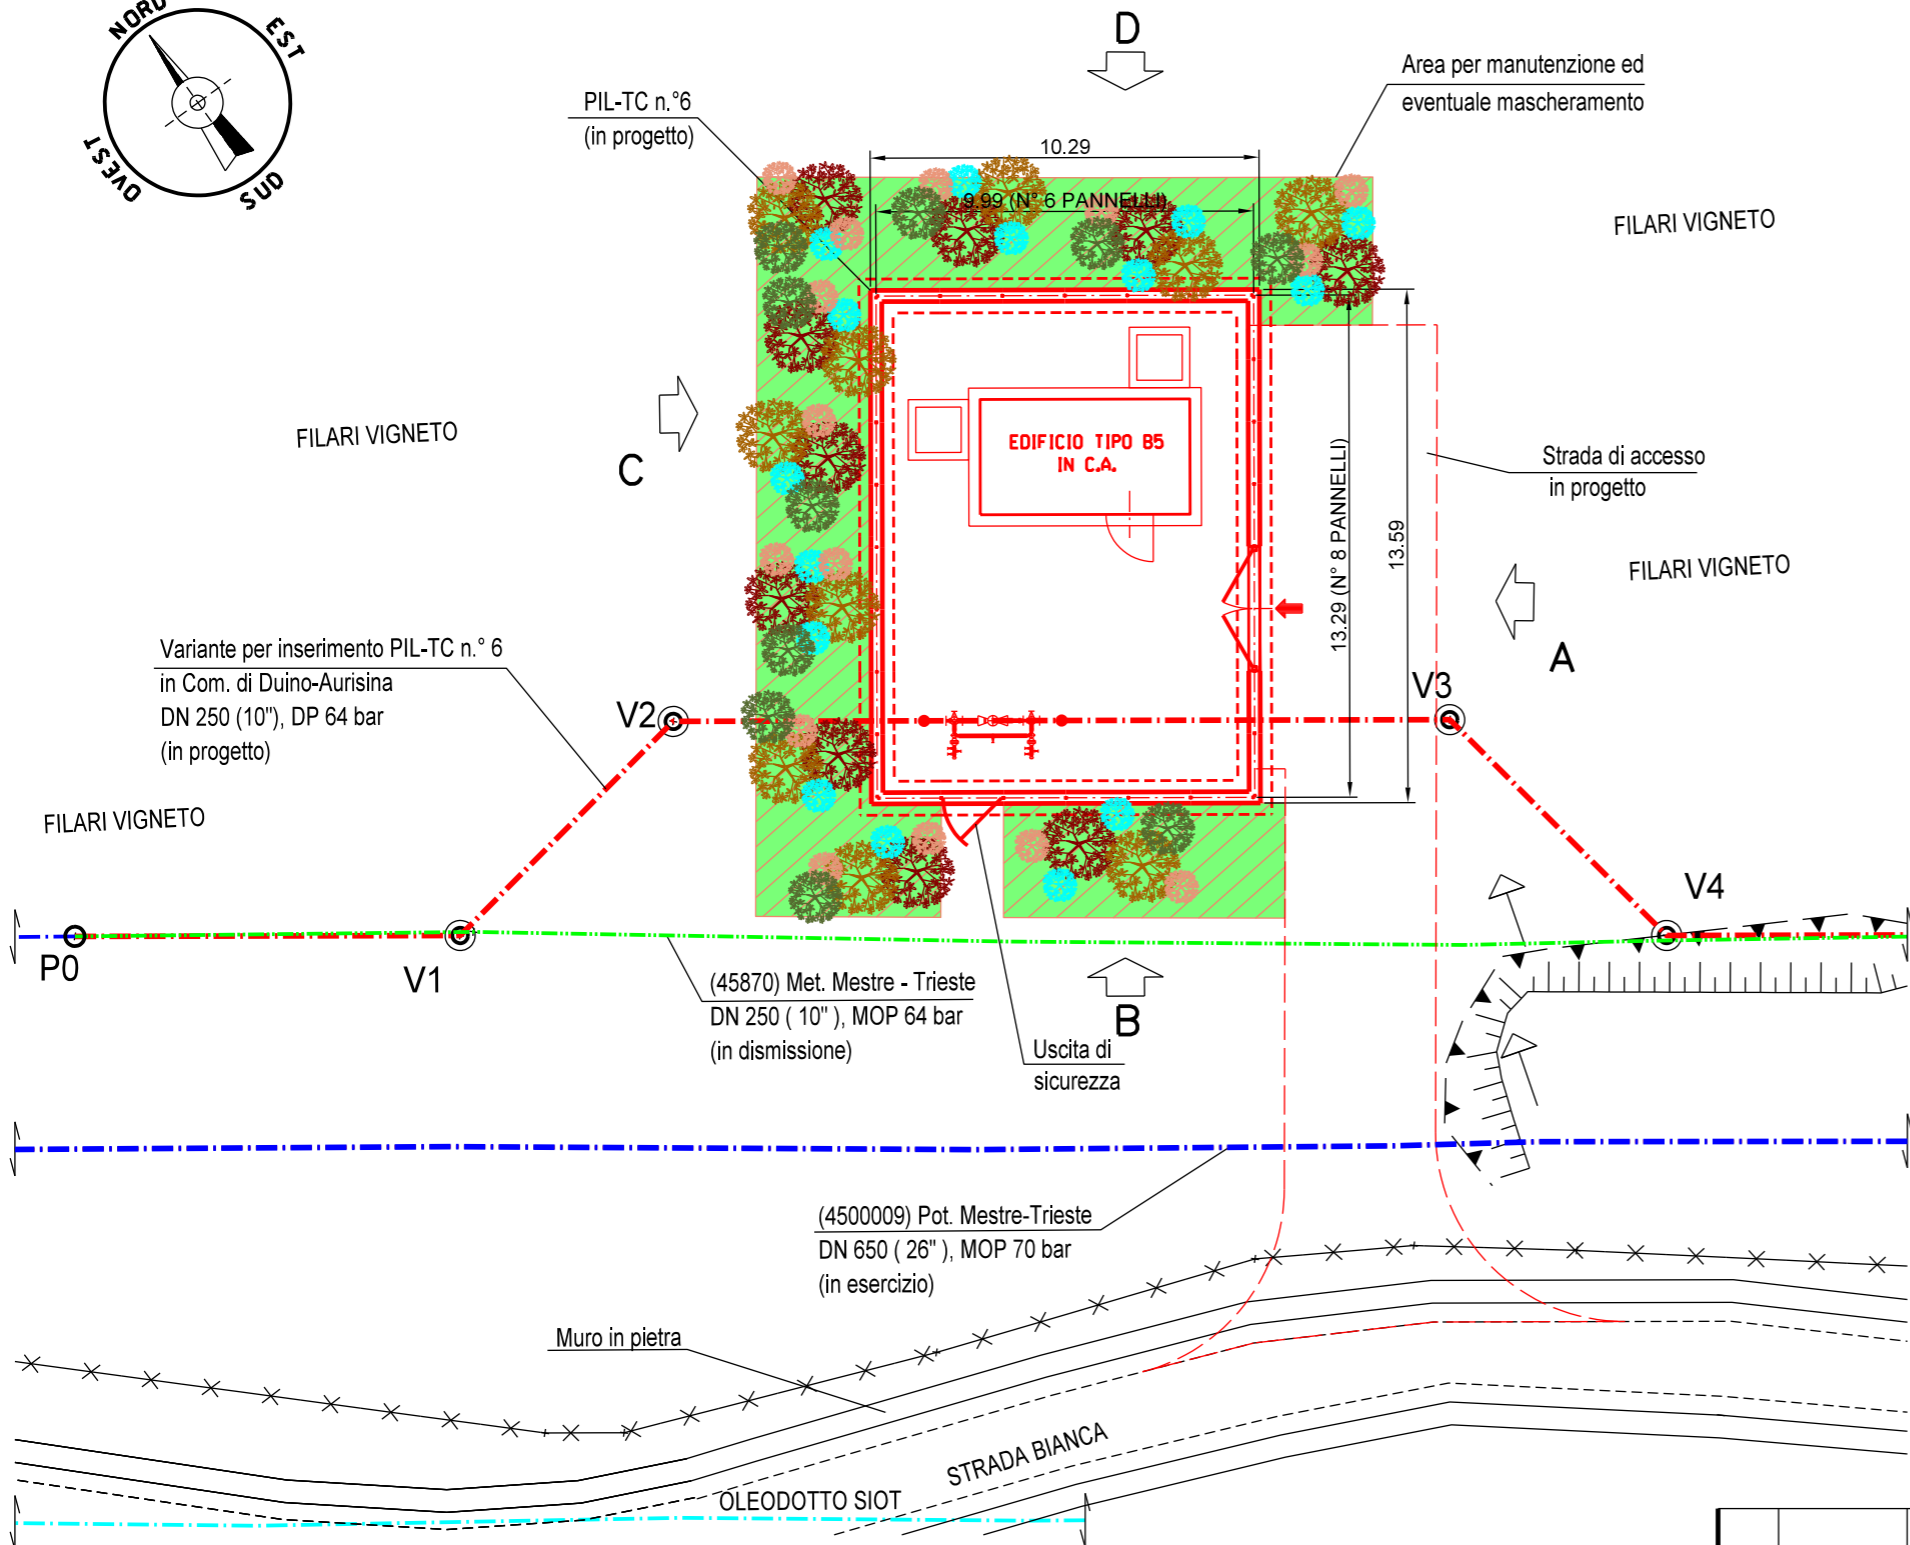 NORD
EST
OVEST
SUD
D
Area per manutenzione ed
eventuale mascheramento
PIL-TC n.°6
(in progetto)
10.29
9.99 (N° 6 PANNELLI)
FILARI VIGNETO
FILARI VIGNETO
C
EDIFICIO TIPO B5
IN C.A.
13.29 (N° 8 PANNELLI)
13.59
Strada di accesso
in progetto
FILARI VIGNETO
A
Variante per inserimento PIL-TC n.° 6
in Com. di Duino-Aurisina
DN 250 (10"), DP 64 bar
(in progetto)
V2
V3
FILARI VIGNETO
V4
P0
V1
(45870) Met. Mestre - Trieste
DN 250 ( 10" ), MOP 64 bar
(in dismissione)
B
Uscita di
sicurezza
(4500009) Pot. Mestre-Trieste
DN 650 ( 26" ), MOP 70 bar
(in esercizio)
Muro in pietra
STRADA BIANCA
OLEODOTTO SIOT